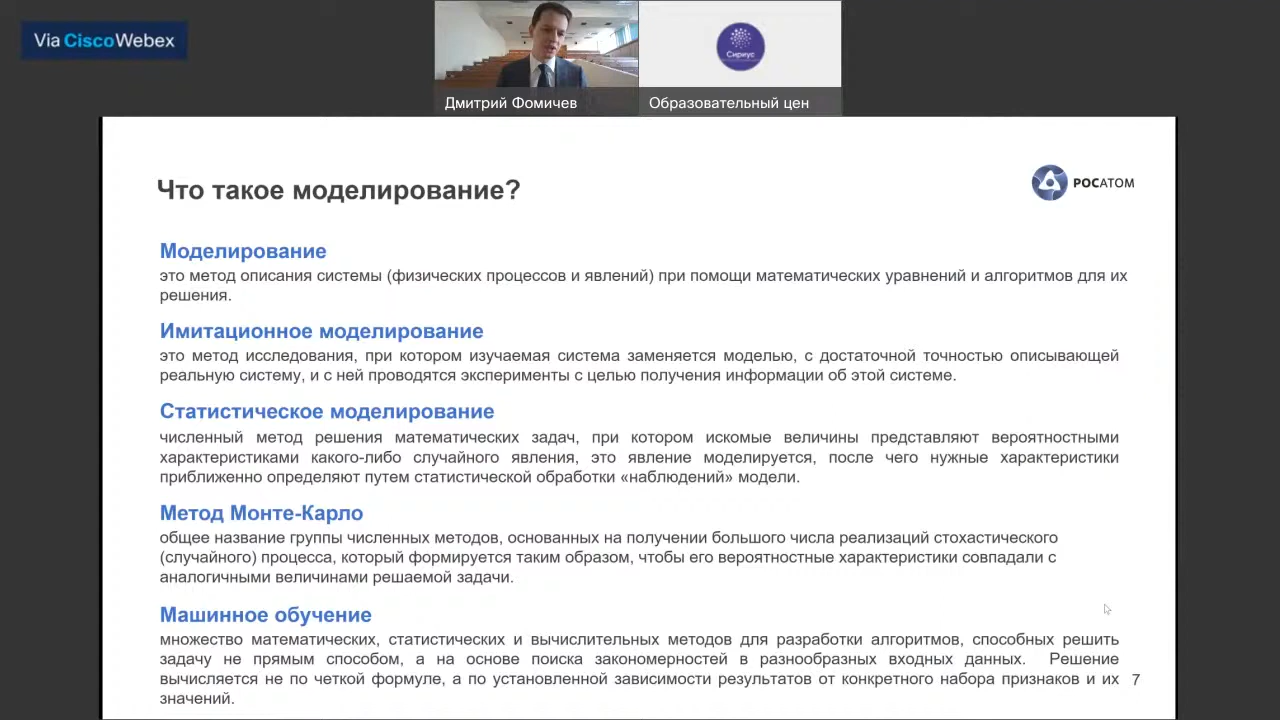 Via Cisco Webex
Сириус
Дмитрий Фомичев
Образовательный цен
Что такое моделирование?
РОСАТОМ
Моделирование
это метод описания системы (физических процессов и явлений) при помощи математических уравнений и алгоритмов для их
решения.
Имитационное моделирование
это метод исследования, при котором изучаемая система заменяется моделью, с достаточной точностью описывающей
реальную систему, и с ней проводятся эксперименты с целью получения информации об этой системе.
Статистическое моделирование
численный метод решения математических задач, при котором искомые величины представляют вероятностными
характеристиками какого-либо случайного явления, это явление моделируется, после чего нужные характеристики
приближенно определяют путем статистической обработки «наблюдений» модели.
Метод Монте-Карло
общее название группы численных методов, основанных на получении большого числа реализаций стохастического
(случайного) процесса, который формируется таким образом, чтобы его вероятностные характеристики совпадали с
аналогичными величинами решаемой задачи.
Машинное обучение
множество математических, статистических и вычислительных методов для разработки алгоритмов, способных решить
задачу не прямым способом, а на основе поиска закономерностей в разнообразных входных данных. Решение
вычисляется не по четкой формуле, а по установленной зависимости результатов от конкретного набора признаков и их
значений.
7